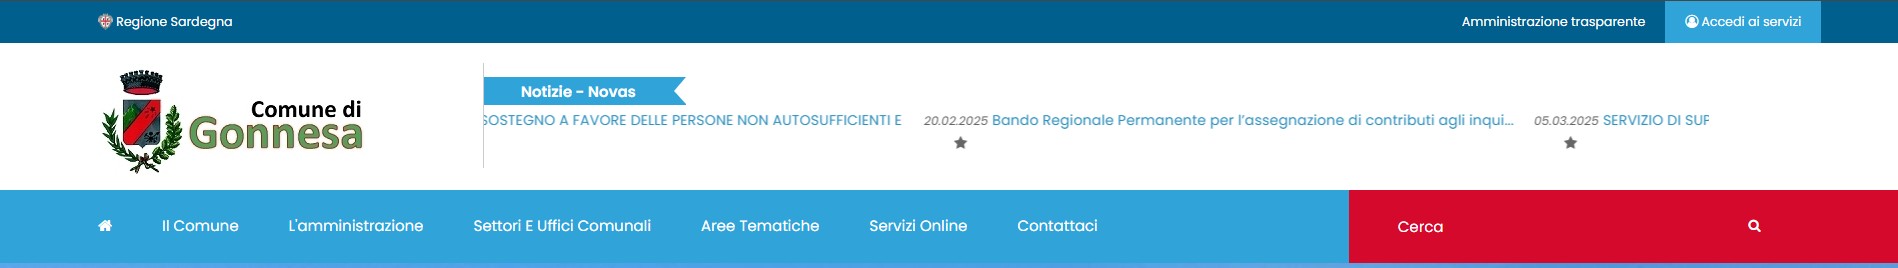 Regione Sardegna
Amministrazione trasparente
Accedi ai servizi
Comune di
Gonnesa
Notizie - Novas
SOSTEGNO A FAVORE DELLE PERSONE NON AUTOSUFFICIENTI E
20.02.2025 Bando Regionale Permanente per l'assegnazione di contributi agli inqui...
05.03.2025 SERVIZIO DI SUP
Il Comune
L'amministrazione
Settori E Uffici Comunali
Aree Tematiche
Servizi Online
Contattaci
Cerca